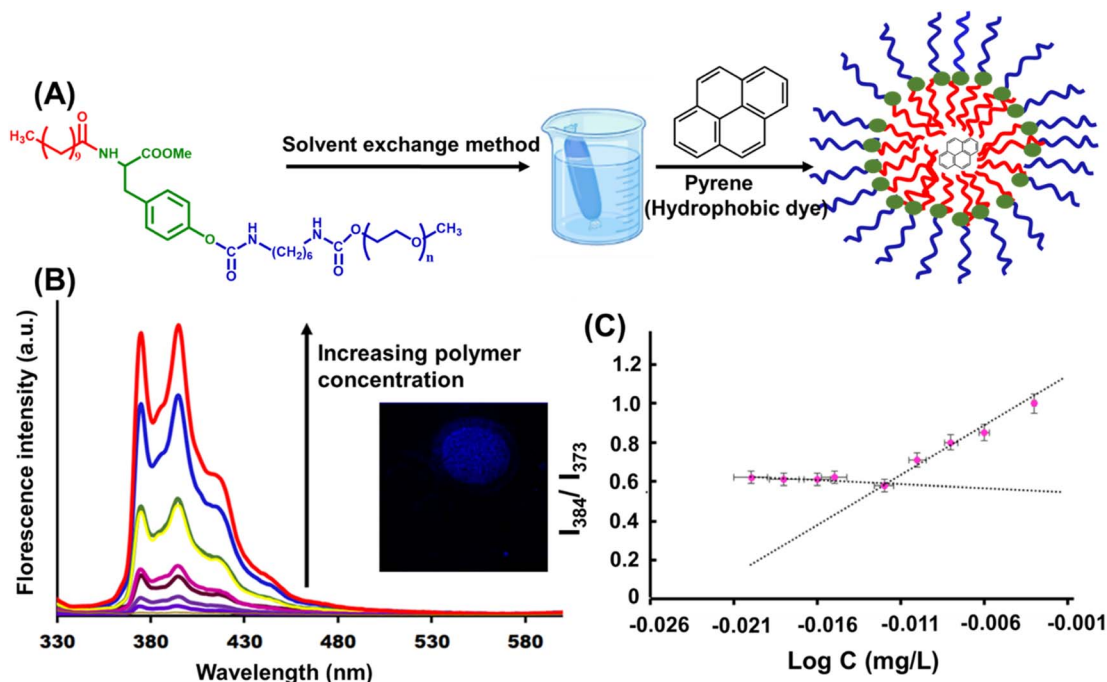 (A)
H₃C
O
9
NH
COOMe
O
O
H
N
(CH₂)₆
H
N
O
O
O
n
CH₃
Solvent exchange method
Pyrene
(Hydrophobic dye)
(B)
Florescence intensity (a.u.)
Increasing polymer
concentration
330 380 430 480 530 580
Wavelength (nm)
(C)
I₃₈₄/ I₃₇₃
1.2
1.0
0.8
0.6
0.4
0.2
0
-0.026 -0.021 -0.016 -0.011 -0.006 -0.001
Log C (mg/L)